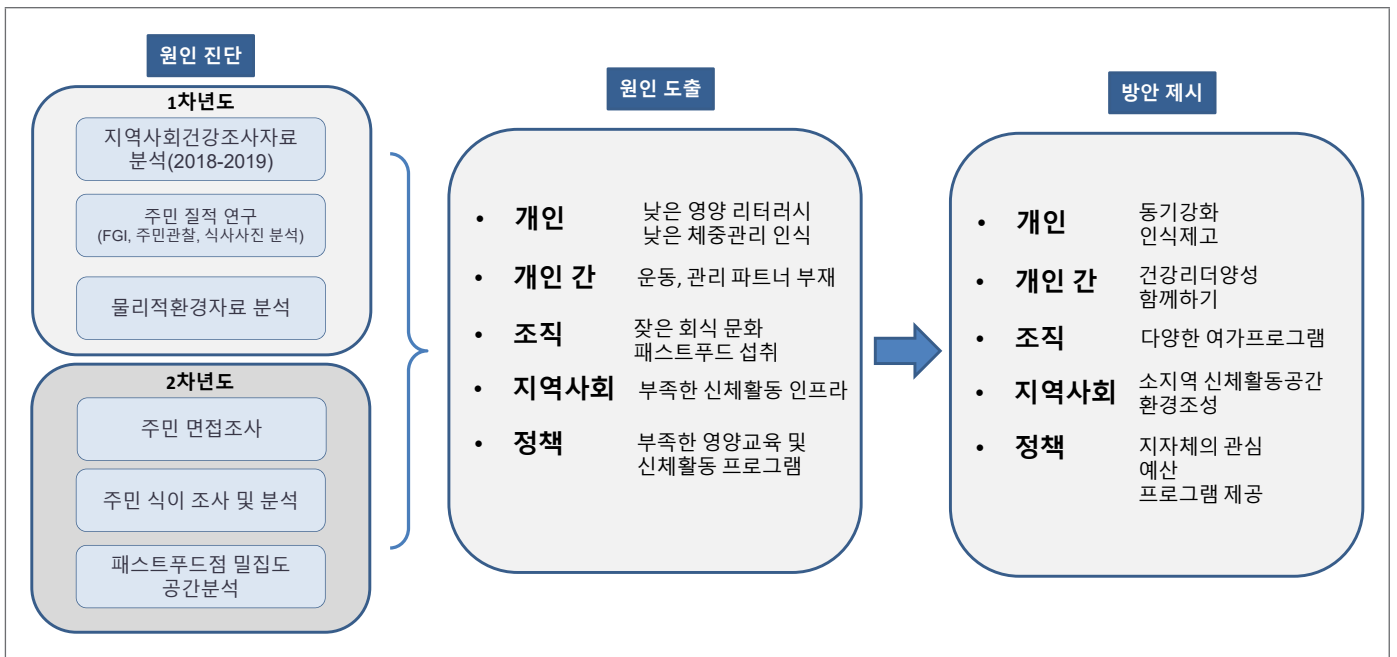 원인 진단
1차년도
지역사회건강조사자료
분석(2018-2019)
주민 질적 연구
(FGI, 주민관찰, 식사사진 분석)
물리적환경자료 분석
2차년도
주민 면접조사
주민 식이 조사 및 분석
패스트푸드점 밀집도
공간분석
원인 도출
• 개인 낮은 영양 리터러시
낮은 체중관리 인식
• 개인 간 운동, 관리 파트너 부재
• 조직 잦은 회식 문화
패스트푸드 섭취
• 지역사회 부족한 신체활동 인프라
• 정책 부족한 영양교육 및
신체활동 프로그램
방안 제시
• 개인 동기강화
인식제고
• 개인 간 건강리더양성
함께하기
• 조직 다양한 여가프로그램
• 지역사회 소지역 신체활동공간
환경조성
• 정책 지자체의 관심
예산
프로그램 제공